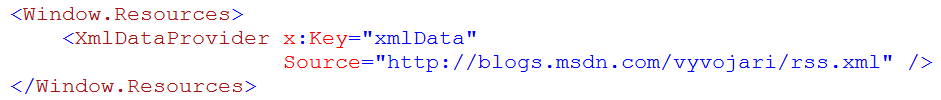 <Window.Resources>
<XmlDataProvider x:Key="xmlData"
Source="http://blogs.msdn.com/vyvojari/rss.xml" />
</Window.Resources>